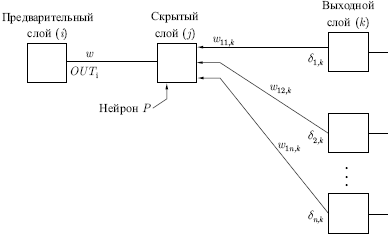 Предварительный
слой (i)
Скрытый
слой (j)
Выходной
слой (k)
w
OUT_i
Нейрон P
w_{11,k}
δ_{1,k}
w_{12,k}
δ_{2,k}
w_{1n,k}
δ_{n,k}